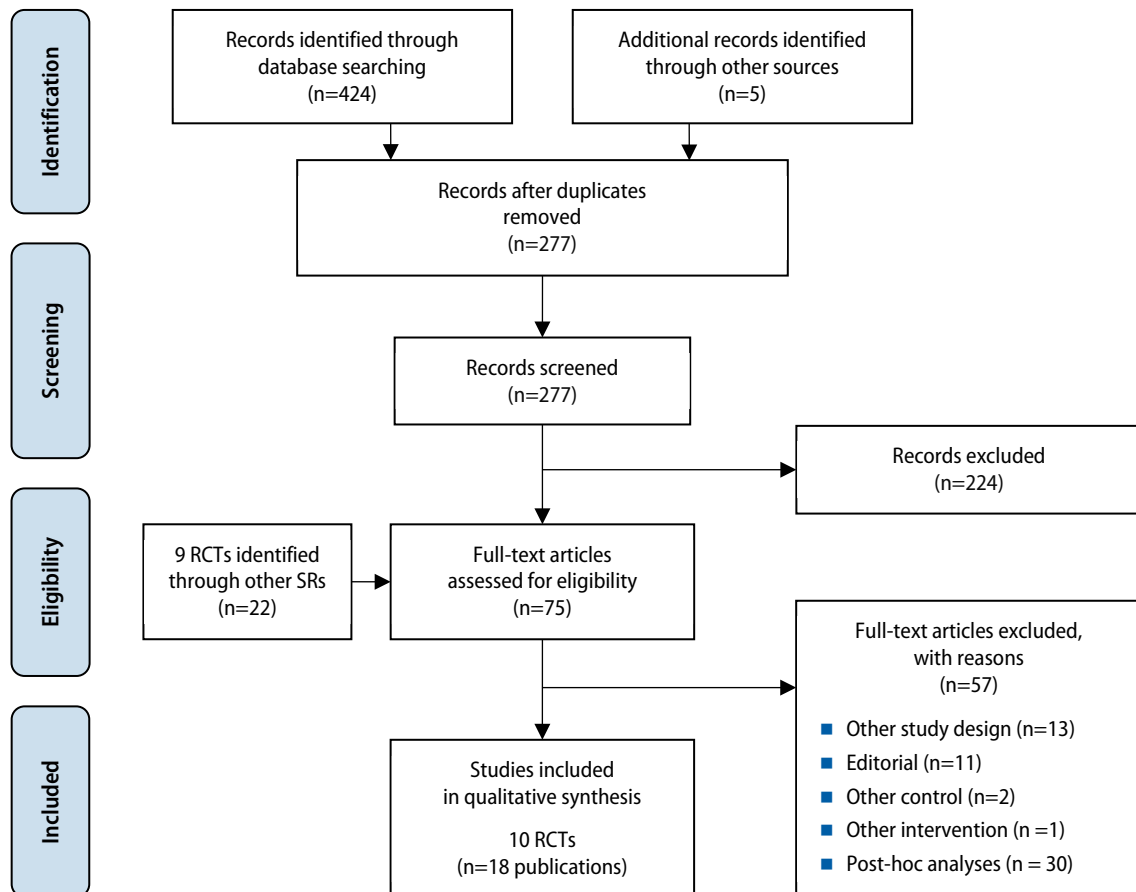 Identification
Records identified through
database searching
(n=424)
Additional records identified
through other sources
(n=5)
Records after duplicates
removed
(n=277)
Screening
Records screened
(n=277)
Records excluded
(n=224)
Eligibility
9 RCTs identified
through other SRs
(n=22)
Full-text articles
assessed for eligibility
(n=75)
Full-text articles excluded,
with reasons
(n=57)
Other study design (n=13)
Editorial (n=11)
Other control (n=2)
Other intervention (n =1)
Post-hoc analyses (n = 30)
Included
Studies included
in qualitative synthesis
10 RCTs
(n=18 publications)